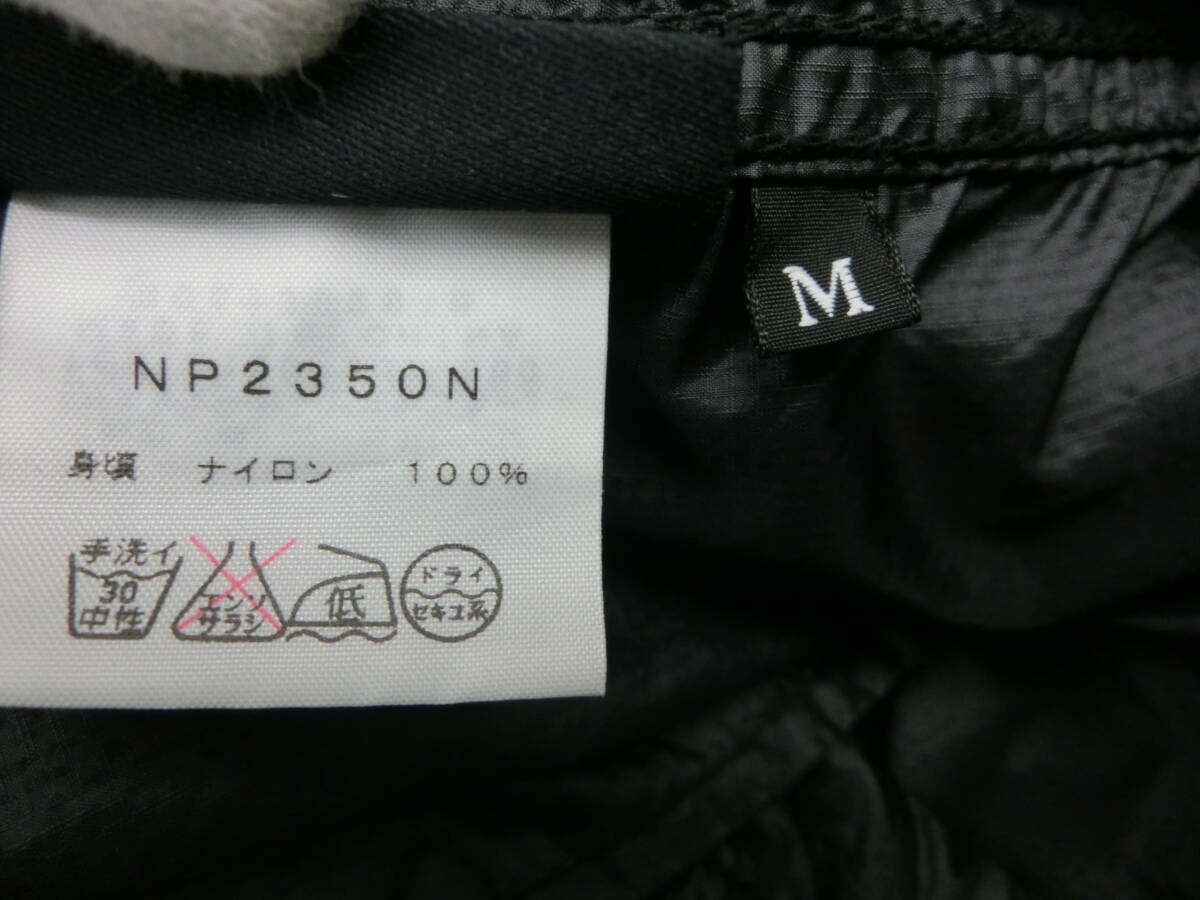 M
NP2350N
身頃 ナイロン 100%
手洗イ
30
中性
エンソ
サラシ
低
ドライ
セキユ系